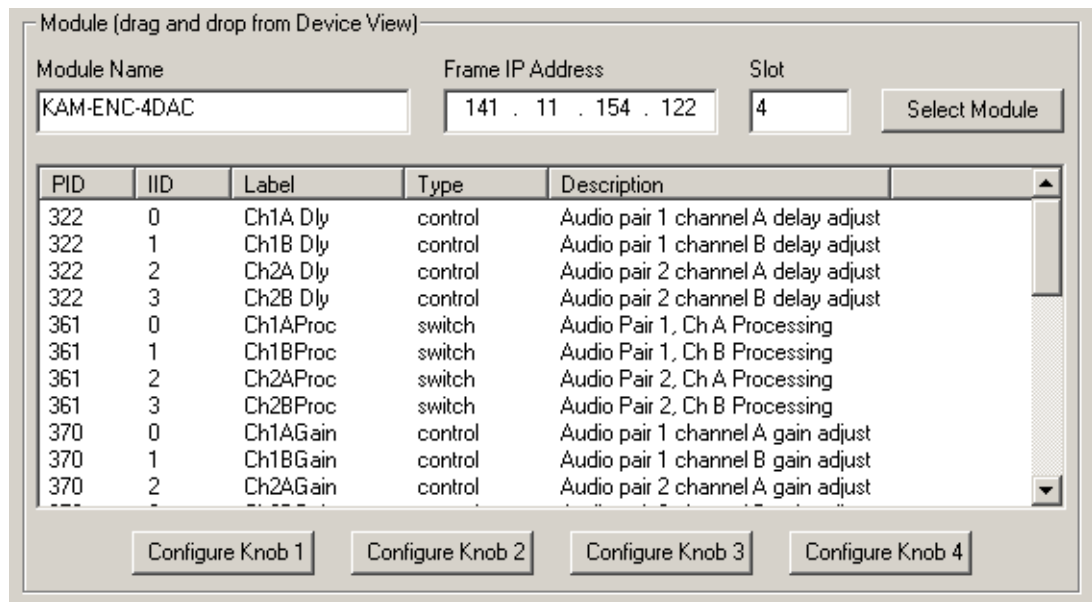 Module (drag and drop from Device View)
Module Name Frame IP Address Slot
KAM-ENC-4DAC 141 . 11 . 154 . 122 4 Select Module
PID IID Label Type Description
322 0 Ch1A Dly control Audio pair 1 channel A delay adjust
322 1 Ch1B Dly control Audio pair 1 channel B delay adjust
322 2 Ch2A Dly control Audio pair 2 channel A delay adjust
322 3 Ch2B Dly control Audio pair 2 channel B delay adjust
361 0 Ch1AProc switch Audio Pair 1, Ch A Processing
361 1 Ch1BProc switch Audio Pair 1, Ch B Processing
361 2 Ch2AProc switch Audio Pair 2, Ch A Processing
361 3 Ch2BProc switch Audio Pair 2, Ch B Processing
370 0 Ch1AGain control Audio pair 1 channel A gain adjust
370 1 Ch1BGain control Audio pair 1 channel B gain adjust
370 2 Ch2AGain control Audio pair 2 channel A gain adjust
Configure Knob 1 Configure Knob 2 Configure Knob 3 Configure Knob 4